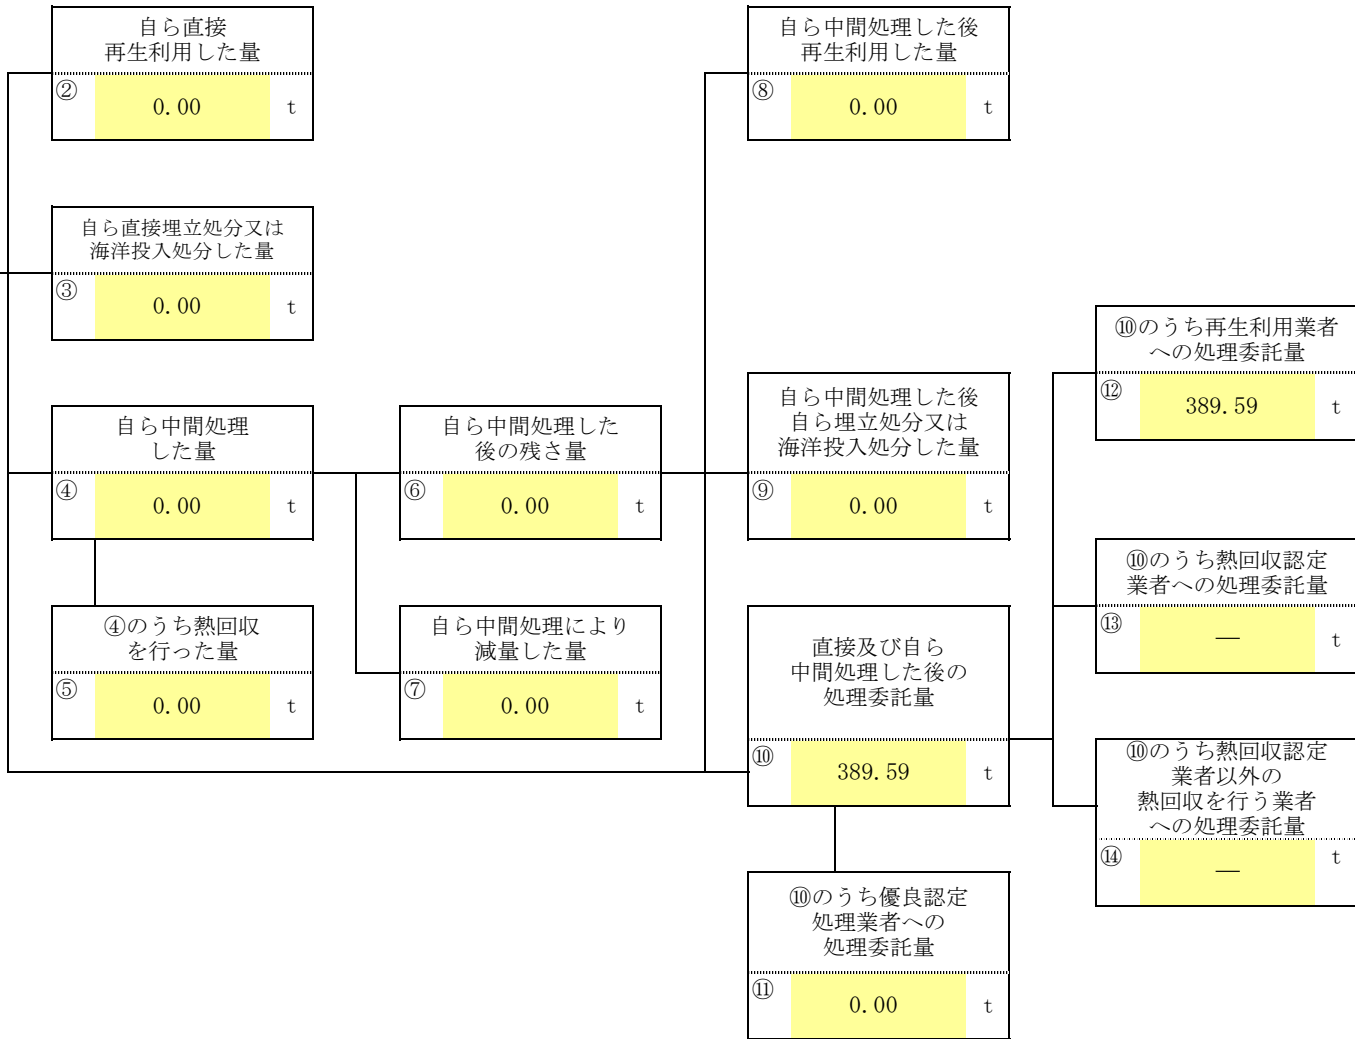 自ら直接
再生利用した量
② 0.00 t
自ら直接埋立処分又は
海洋投入処分した量
③ 0.00 t
自ら中間処理
した量
④ 0.00 t
④のうち熱回収
を行った量
⑤ 0.00 t
自ら中間処理した
後の残さ量
⑥ 0.00 t
自ら中間処理により
減量した量
⑦ 0.00 t
自ら中間処理した後
再生利用した量
⑧ 0.00 t
自ら中間処理した後
自ら埋立処分又は
海洋投入処分した量
⑨ 0.00 t
直接及び自ら
中間処理した後の
処理委託量
⑩ 389.59 t
⑩のうち優良認定
処理業者への
処理委託量
⑪ 0.00 t
⑩のうち再生利用業者
への処理委託量
⑫ 389.59 t
⑩のうち熱回収認定
業者への処理委託量
⑬ ― t
⑩のうち熱回収認定
業者以外の
熱回収を行う業者
への処理委託量
⑭ ― t